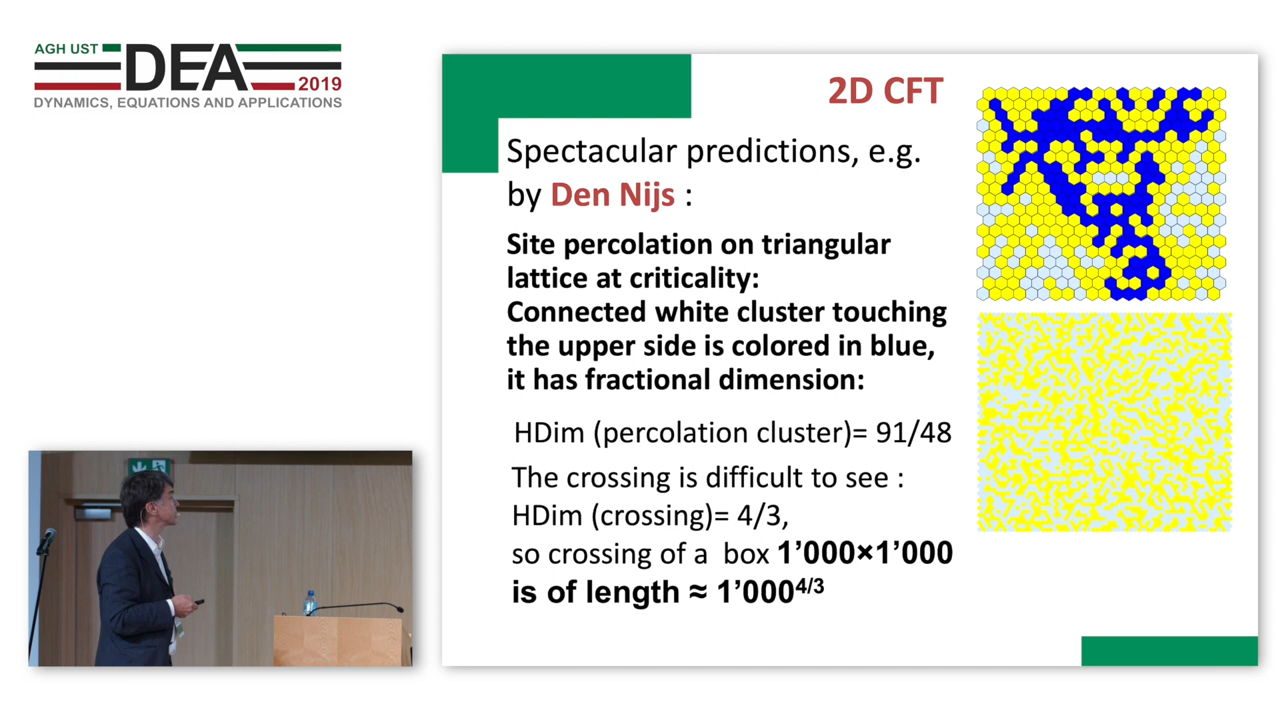 AGH UST
DEA
2019
DYNAMICS, EQUATIONS AND APPLICATIONS
2D CFT
Spectacular predictions, e.g.
by Den Nijs :
Site percolation on triangular
lattice at criticality:
Connected white cluster touching
the upper side is colored in blue,
it has fractional dimension:
HDim (percolation cluster)= 91/48
The crossing is difficult to see :
HDim (crossing)= 4/3,
so crossing of a box 1’000×1’000
is of length ≈ 1’000^4/3